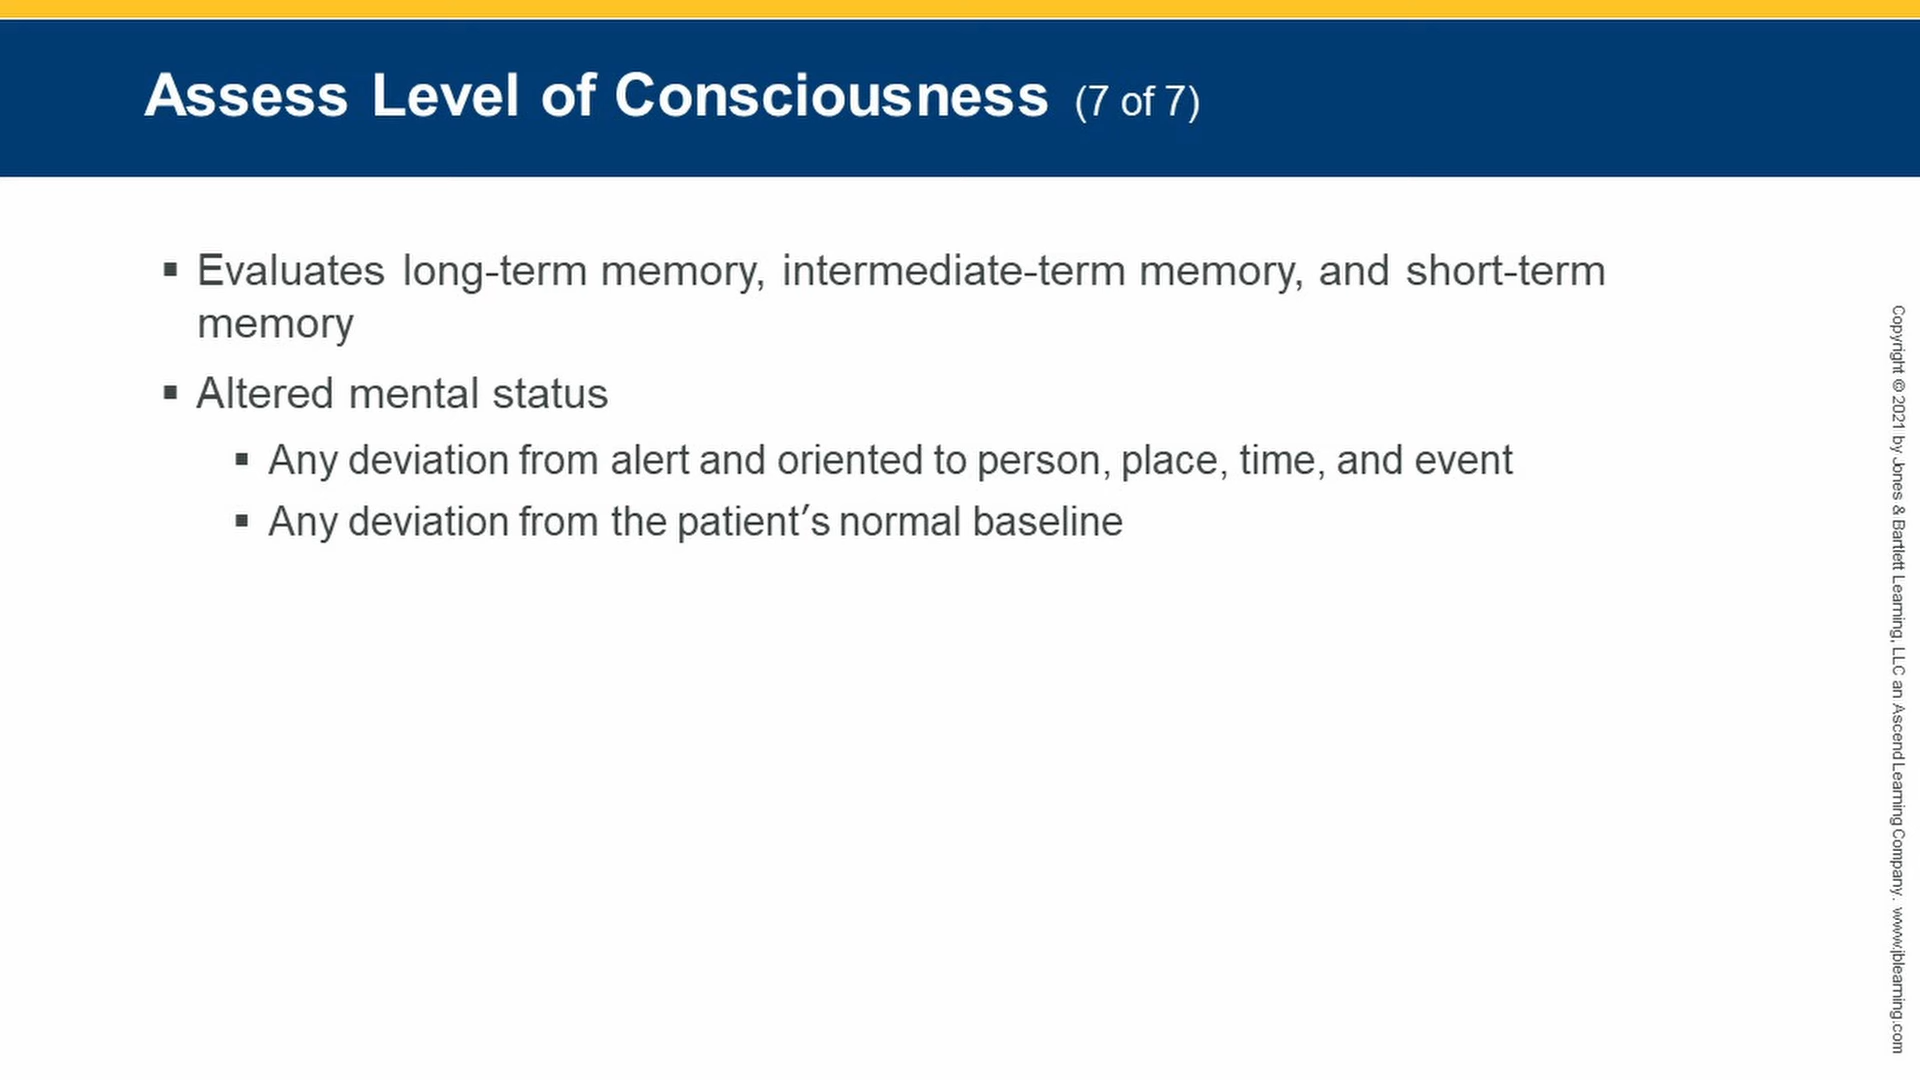 Assess Level of Consciousness (7 of 7)
▪ Evaluates long-term memory, intermediate-term memory, and short-term
memory
▪ Altered mental status
▪ Any deviation from alert and oriented to person, place, time, and event
▪ Any deviation from the patient′s normal baseline
Copyright © 2021 by Jones & Bartlett Learning, LLC an Ascend Learning Company. www.jblearning.com